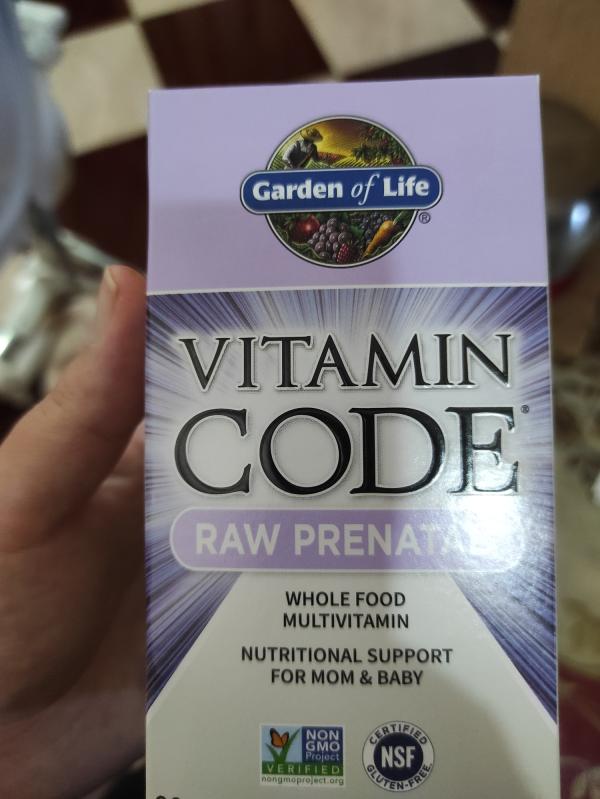 Garden of Life®
VITAMIN
CODE®
RAW PRENATAL
WHOLE FOOD
MULTIVITAMIN
NUTRITIONAL SUPPORT
FOR MOM & BABY
NON
GMO
Project
VERIFIED
nongmoproject.org
CERTIFIED
NSF
GLUTEN-FREE